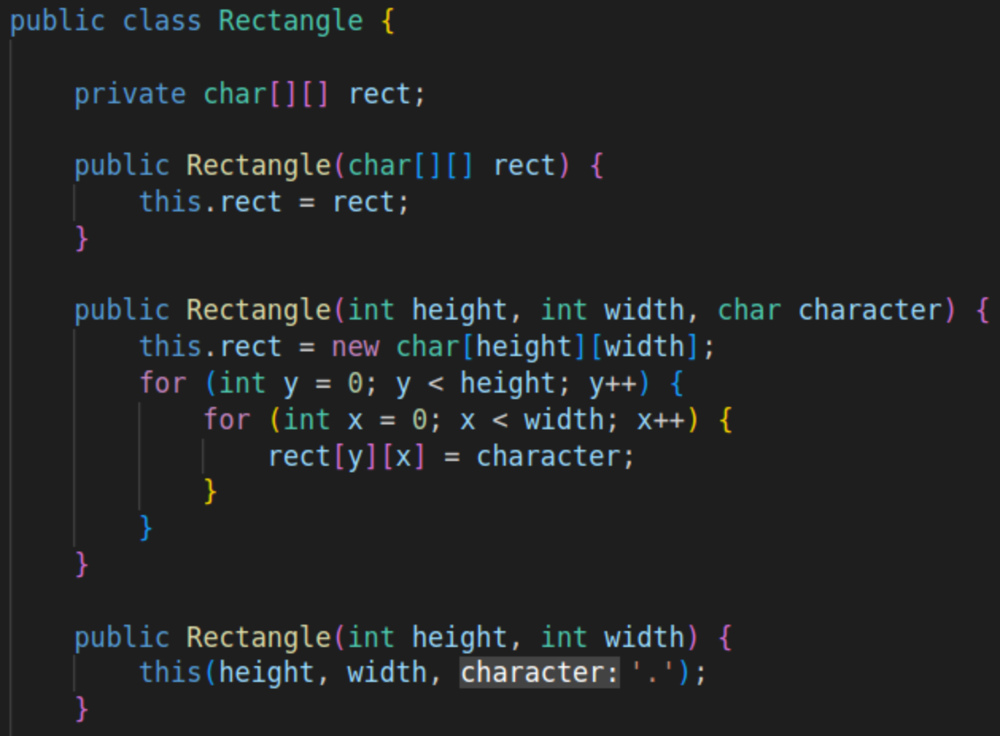 public class Rectangle {
    private char[][] rect;
    public Rectangle(char[][] rect) {
        this.rect = rect;
    }
    public Rectangle(int height, int width, char character) {
        this.rect = new char[height][width];
        for (int y = 0; y < height; y++) {
            for (int x = 0; x < width; x++) {
                rect[y][x] = character;
            }
        }
    }
    public Rectangle(int height, int width) {
        this(height, width, character: '.');
    }